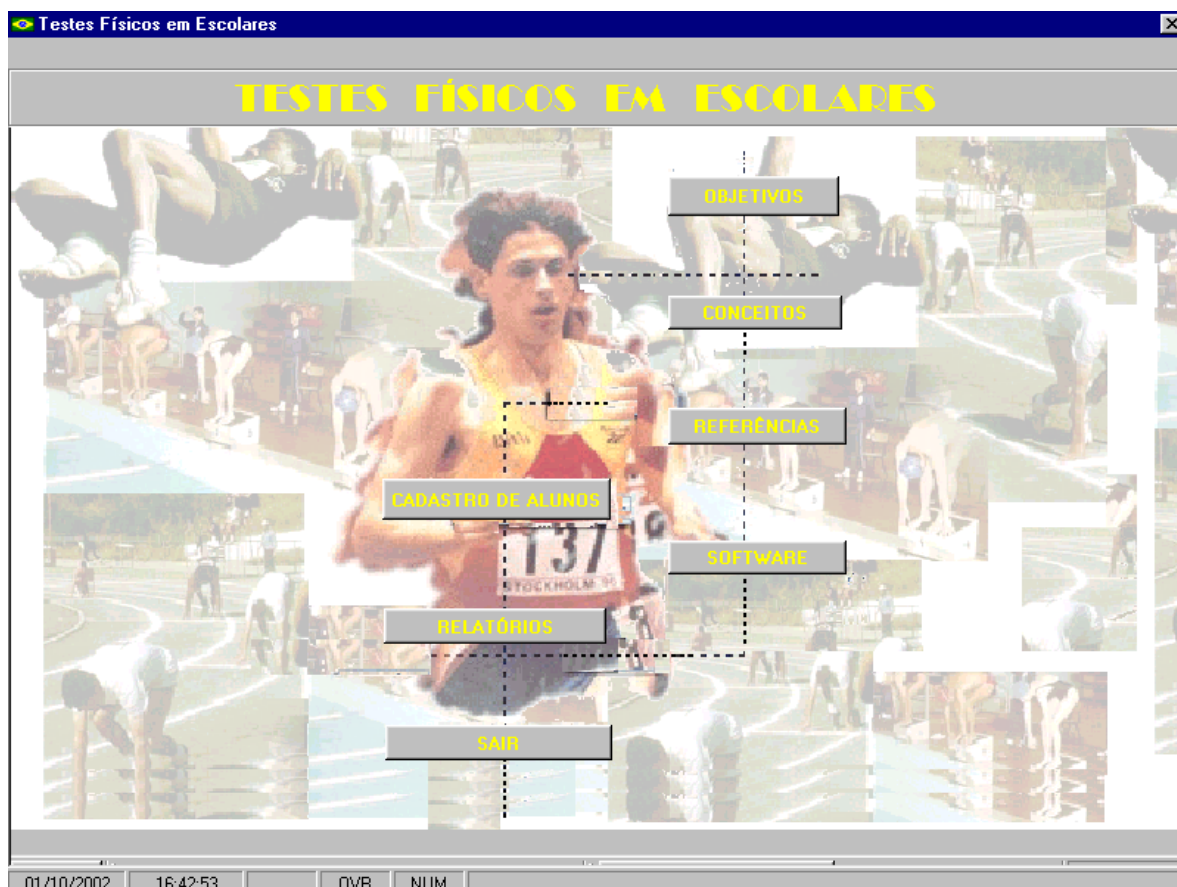 Testes Físicos em Escolares
TESTES FÍSICOS EM ESCOLARES
OBJETIVOS
CONCEITOS
REFERÊNCIAS
CADASTRO DE ALUNOS
137
STOCKHOLM
SOFTWARE
RELATÓRIOS
SAIR
01/10/2002 16:42:53 OVR NUM